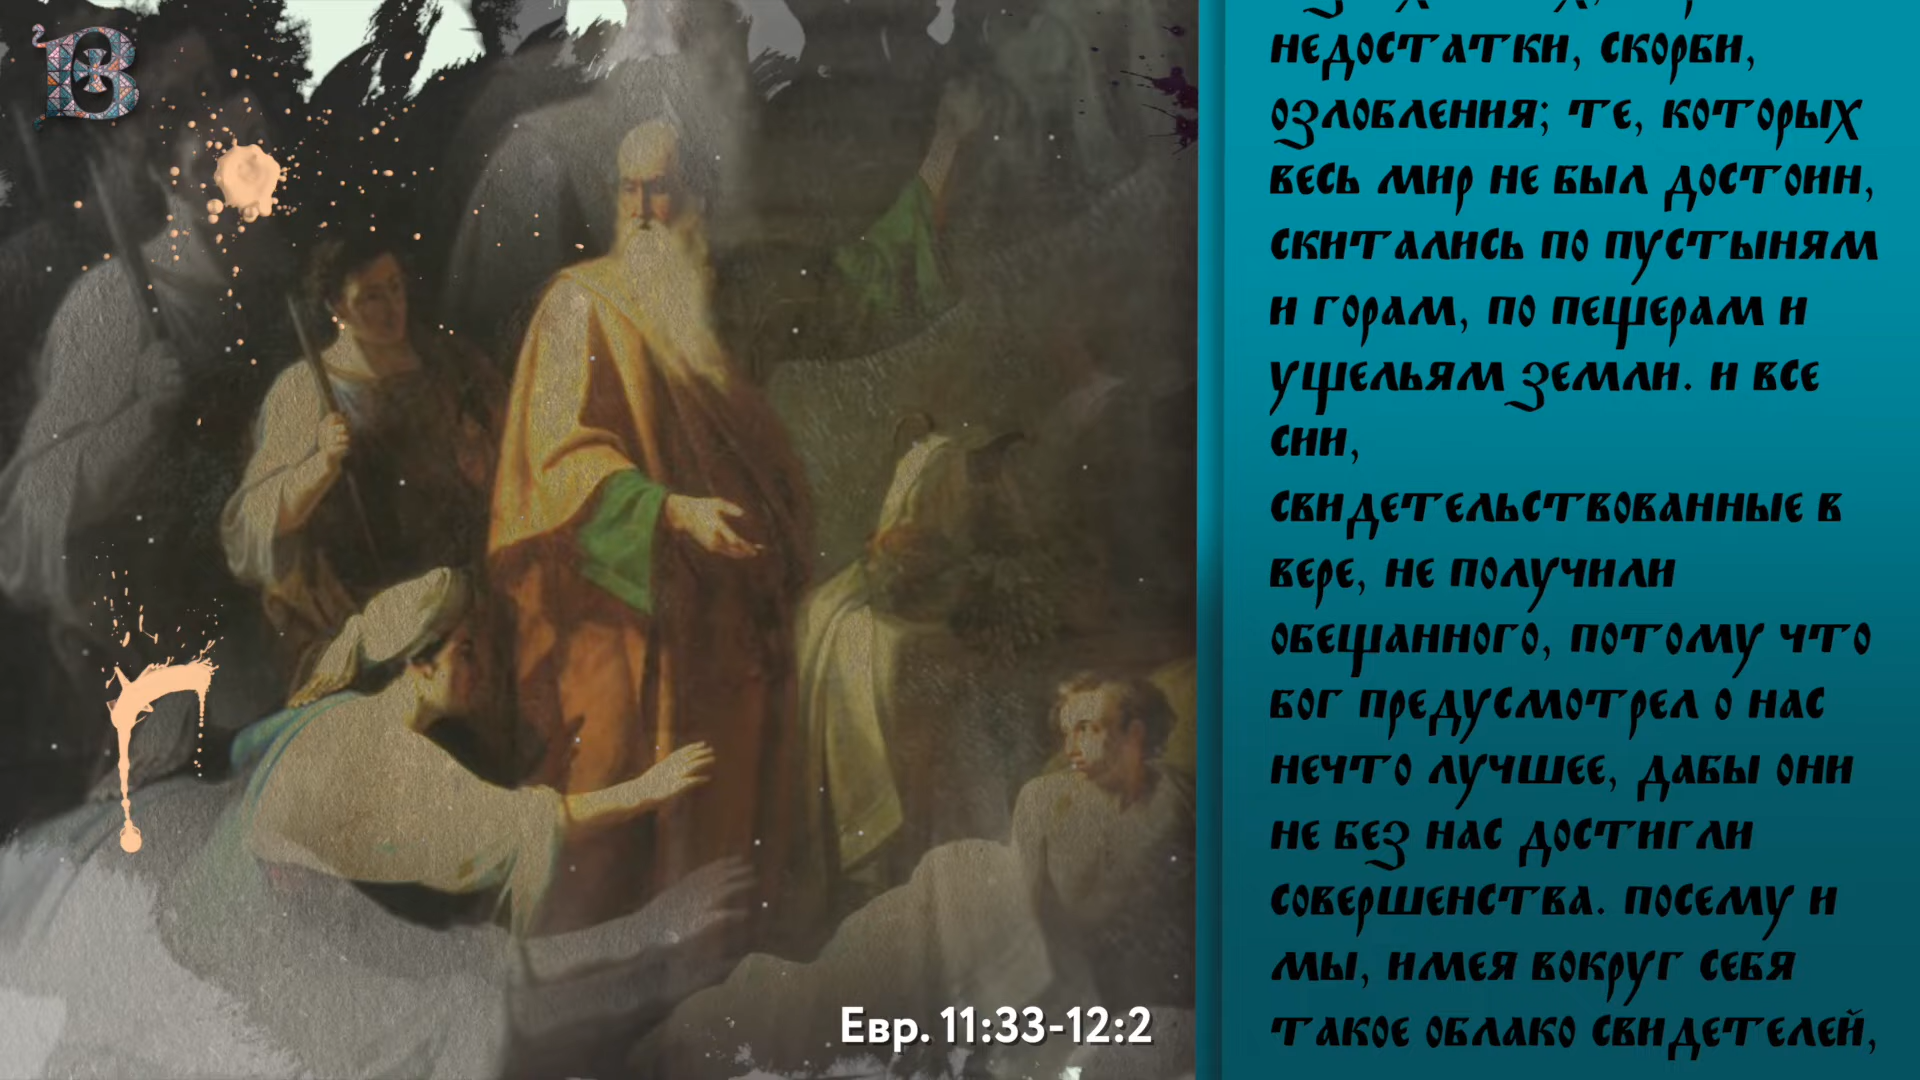 недостатки, скорби,
озлобления; те, которых
весь мир не был достоин,
скитались по пустыням
и горам, по пещерам и
ущельям земли. и все
сии,
свидетельствованные в
вере, не получили
обещанного, потому что
бог предусмотрел о нас
нечто лучшее, дабы они
не без нас достигли
совершенства. посему и
мы, имея вокруг себя
такое облако свидетелей,
Евр. 11:33-12:2